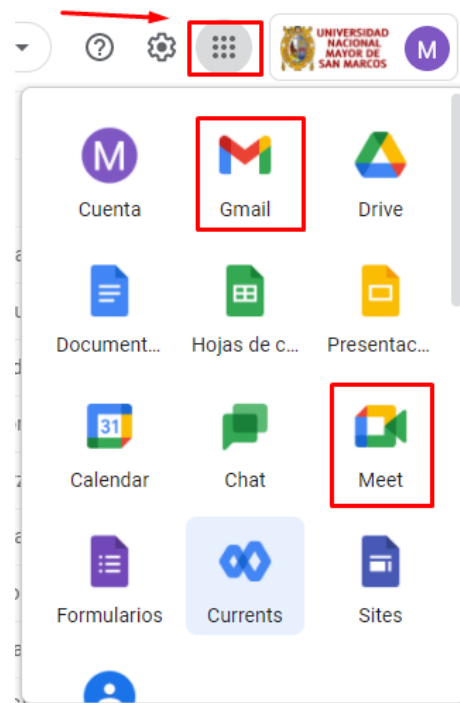 UNIVERSIDAD
NACIONAL
MAYOR DE
SAN MARCOS
M
M
Cuenta Gmail Drive
Document... Hojas de c... Presentac...
31
Calendar Chat Meet
Formularios Currents Sites